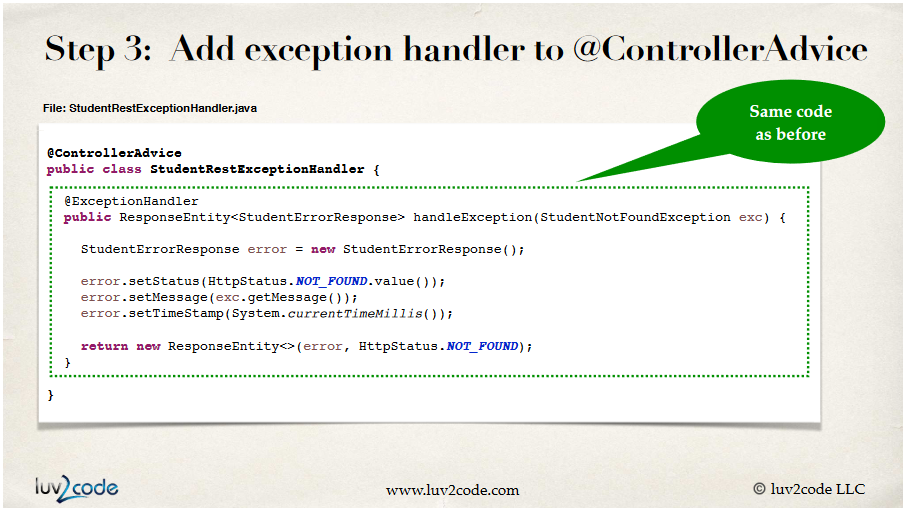 Step 3: Add exception handler to @ControllerAdvice
File: StudentRestExceptionHandler.java
Same code
as before
@ControllerAdvice
public class StudentRestExceptionHandler {
@ExceptionHandler
public ResponseEntity<StudentErrorResponse> handleException(StudentNotFoundException exc) {
StudentErrorResponse error = new StudentErrorResponse();
error.setStatus(HttpStatus.NOT_FOUND.value());
error.setMessage(exc.getMessage());
error.setTimeStamp(System.currentTimeMillis());
return new ResponseEntity<>(error, HttpStatus.NOT_FOUND);
}
}
luv2code
www.luv2code.com
© luv2code LLC